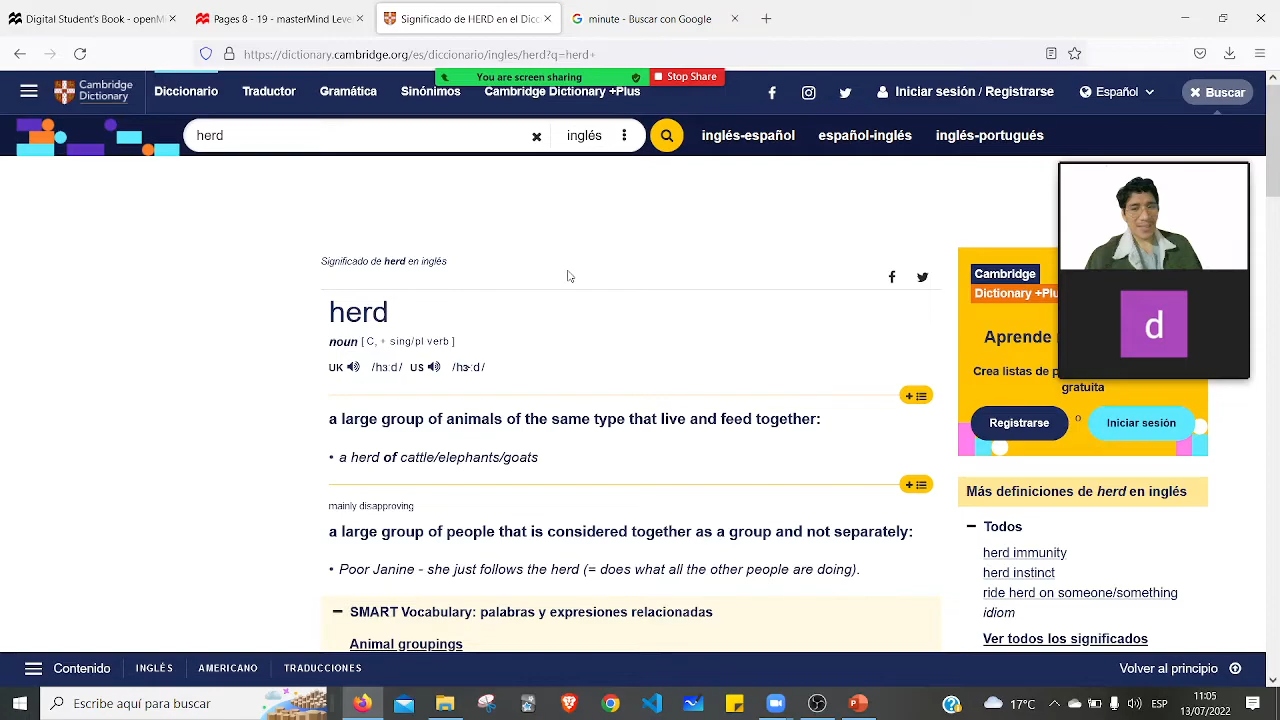 Digital Student's Book - openM
Pages 8 - 19 - masterMind Leve
Significado de HERD en el Dicc
minute - Buscar con Google
https://dictionary.cambridge.org/es/diccionario/ingles/herd?q=herd+
You are screen sharing
Stop Share
Cambridge
Dictionary
Diccionario
Traductor
Gramática
Sinónimos
Cambridge Dictionary +Plus
Iniciar sesión / Registrarse
Español
Buscar
herd
inglés
inglés-español
español-inglés
inglés-portugués
Significado de herd en inglés
herd
noun [ C, + sing/pl verb ]
UK /hɜːd/ US /hɝːd/
a large group of animals of the same type that live and feed together:
• a herd of cattle/elephants/goats
mainly disapproving
a large group of people that is considered together as a group and not separately:
• Poor Janine - she just follows the herd (= does what all the other people are doing).
SMART Vocabulary: palabras y expresiones relacionadas
Animal groupings
Cambridge
Dictionary +Plu
Aprende
Crea listas de p
gratuita
Registrarse
o
Iniciar sesión
d
Más definiciones de herd en inglés
Todos
herd immunity
herd instinct
ride herd on someone/something
idiom
Ver todos los significados
Contenido
INGLÉS
AMERICANO
TRADUCCIONES
Volver al principio
Escribe aquí para buscar
17°C
ESP
11:05
13/07/2022